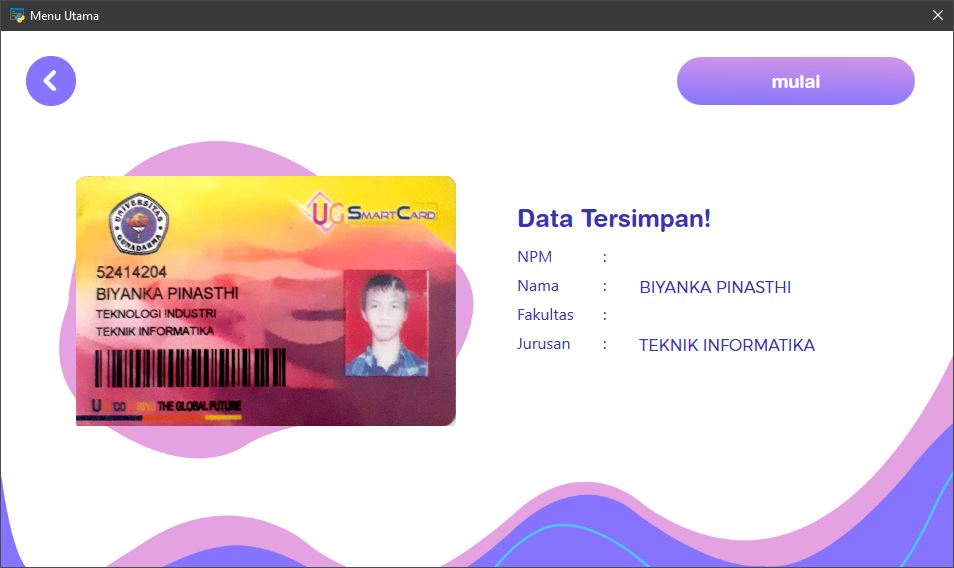 Menu Utama
mulai
UNIVERSITAS GUNADARMA
UG SMARTCARD
52414204
BIYANKA PINASTHI
TEKNOLOGI INDUSTRI
TEKNIK INFORMATIKA
THE GLOBAL FUTURE
Data Tersimpan!
NPM :
Nama : BIYANKA PINASTHI
Fakultas :
Jurusan : TEKNIK INFORMATIKA